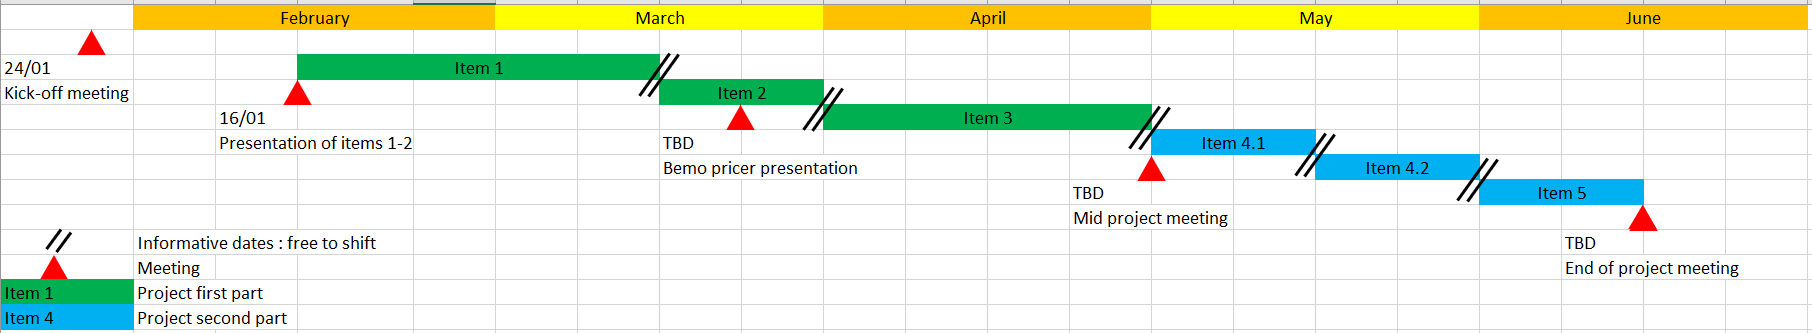 February March April May June
Item 1
24/01
Kick-off meeting
Item 2
16/01
Item 3
Presentation of items 1-2
TBD
Item 4.1
Bemo pricer presentation
Item 4.2
TBD
Item 5
Mid project meeting
Informative dates : free to shift
TBD
Meeting
End of project meeting
Item 1 Project first part
Item 4 Project second part